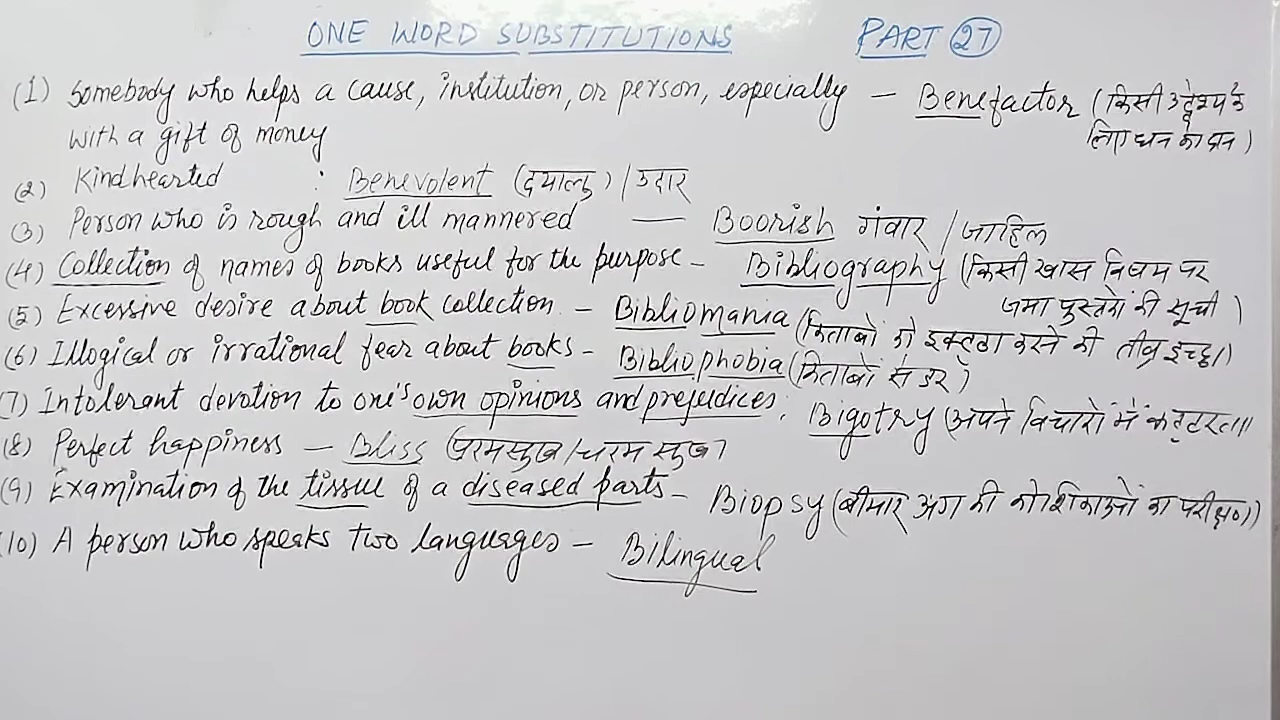 ONE WORD SUBSTITUTIONS PART 27
(1) Somebody who helps a cause, institution, or person, especially — Benefactor (किसी उद्देश्य के
with a gift of money लिए धन का दान)
(2) Kindhearted : Benevolent (दयालु) / उदार
(3) Person who is rough and ill mannered — Boorish गंवार / जाहिल
(4) Collection of names of books useful for the purpose - Bibliography (किसी खास विषय पर
जमा पुस्तकों की सूची)
(5) Excessive desire about book collection - Bibliomania (किताबों को इकट्ठा करने की तीव्र इच्छा)
(6) Illogical or irrational fear about books - Bibliophobia (किताबों से डर)
(7) Intolerant devotion to one's own opinions and prejudices: Bigotry (अपने विचारों में कट्टरता)
(8) Perfect happiness — Bliss (परमसुख/चरम सुख)
(9) Examination of the tissue of a diseased parts - Biopsy (बीमार अंग की कोशिकाओं का परीक्षण)
(10) A person who speaks two languages - Bilingual